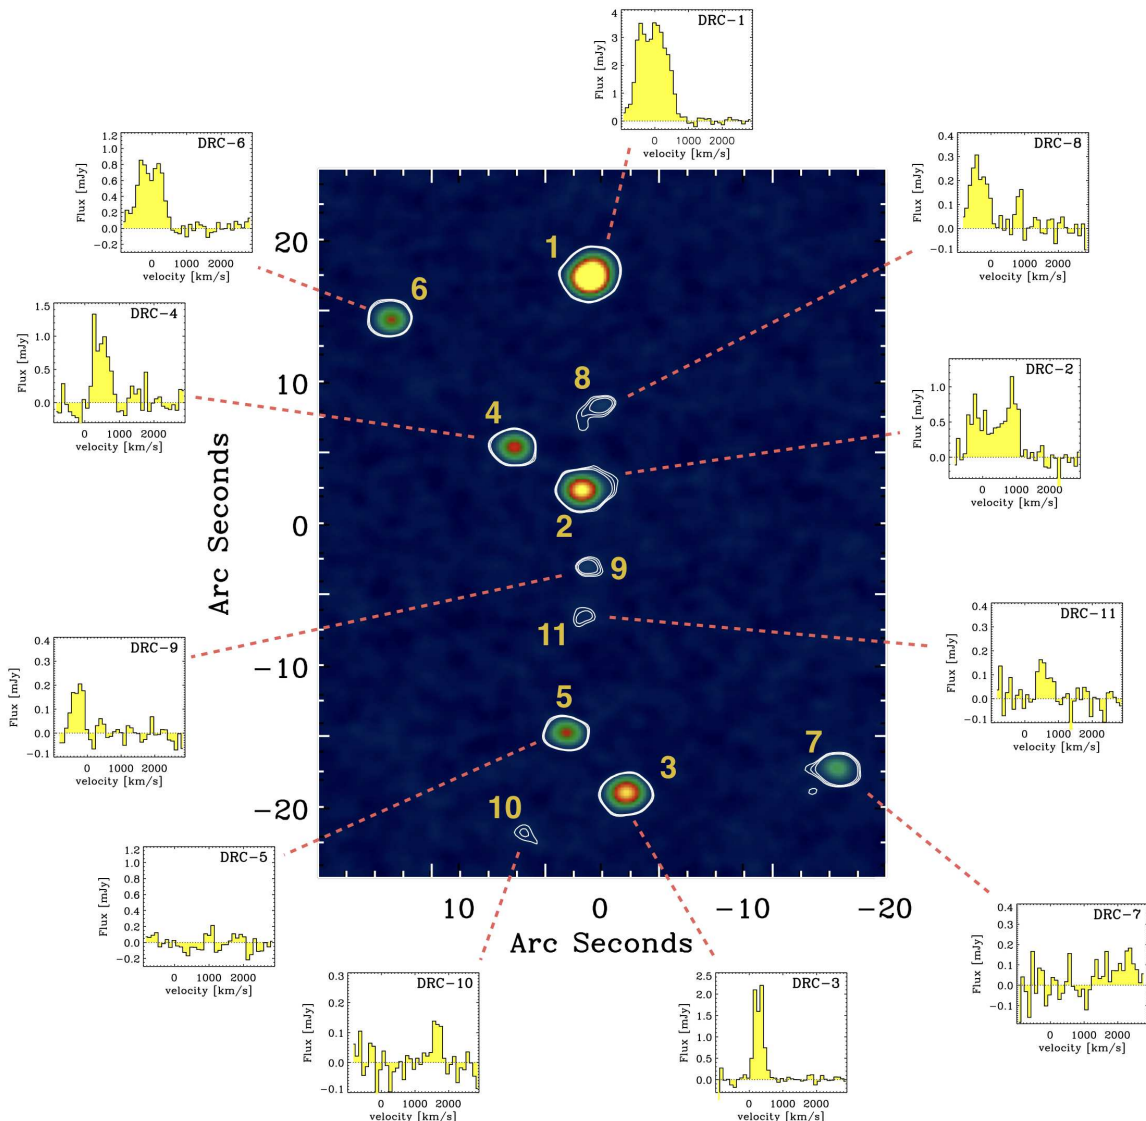 DRC-1
Flux [mJy]
4
3
2
1
0
0 1000 2000
velocity [km/s]
DRC-6
Flux [mJy]
1.2
1.0
0.8
0.6
0.4
0.2
0.0
−0.2
0 1000 2000
velocity [km/s]
DRC-8
Flux [mJy]
0.4
0.3
0.2
0.1
0.0
−0.1
0 1000 2000
velocity [km/s]
DRC-4
Flux [mJy]
1.5
1.0
0.5
0.0
0 1000 2000
velocity [km/s]
DRC-2
Flux [mJy]
1.0
0.5
0.0
0 1000 2000
velocity [km/s]
Arc Seconds
20
10
0
−10
−20
1
6
8
4
2
9
11
5
7
3
10
10 0 −10 −20
Arc Seconds
DRC-9
Flux [mJy]
0.4
0.3
0.2
0.1
0.0
−0.1
0 1000 2000
velocity [km/s]
DRC-11
Flux [mJy]
0.4
0.3
0.2
0.1
0.0
−0.1
0 1000 2000
velocity [km/s]
DRC-5
Flux [mJy]
1.2
1.0
0.8
0.6
0.4
0.2
0.0
−0.2
0 1000 2000
velocity [km/s]
DRC-7
Flux [mJy]
0.4
0.3
0.2
0.1
0.0
−0.1
0 1000 2000
velocity [km/s]
DRC-10
Flux [mJy]
0.3
0.2
0.1
0.0
−0.1
0 1000 2000
velocity [km/s]
DRC-3
Flux [mJy]
2.5
2.0
1.5
1.0
0.5
0.0
0 1000 2000
velocity [km/s]